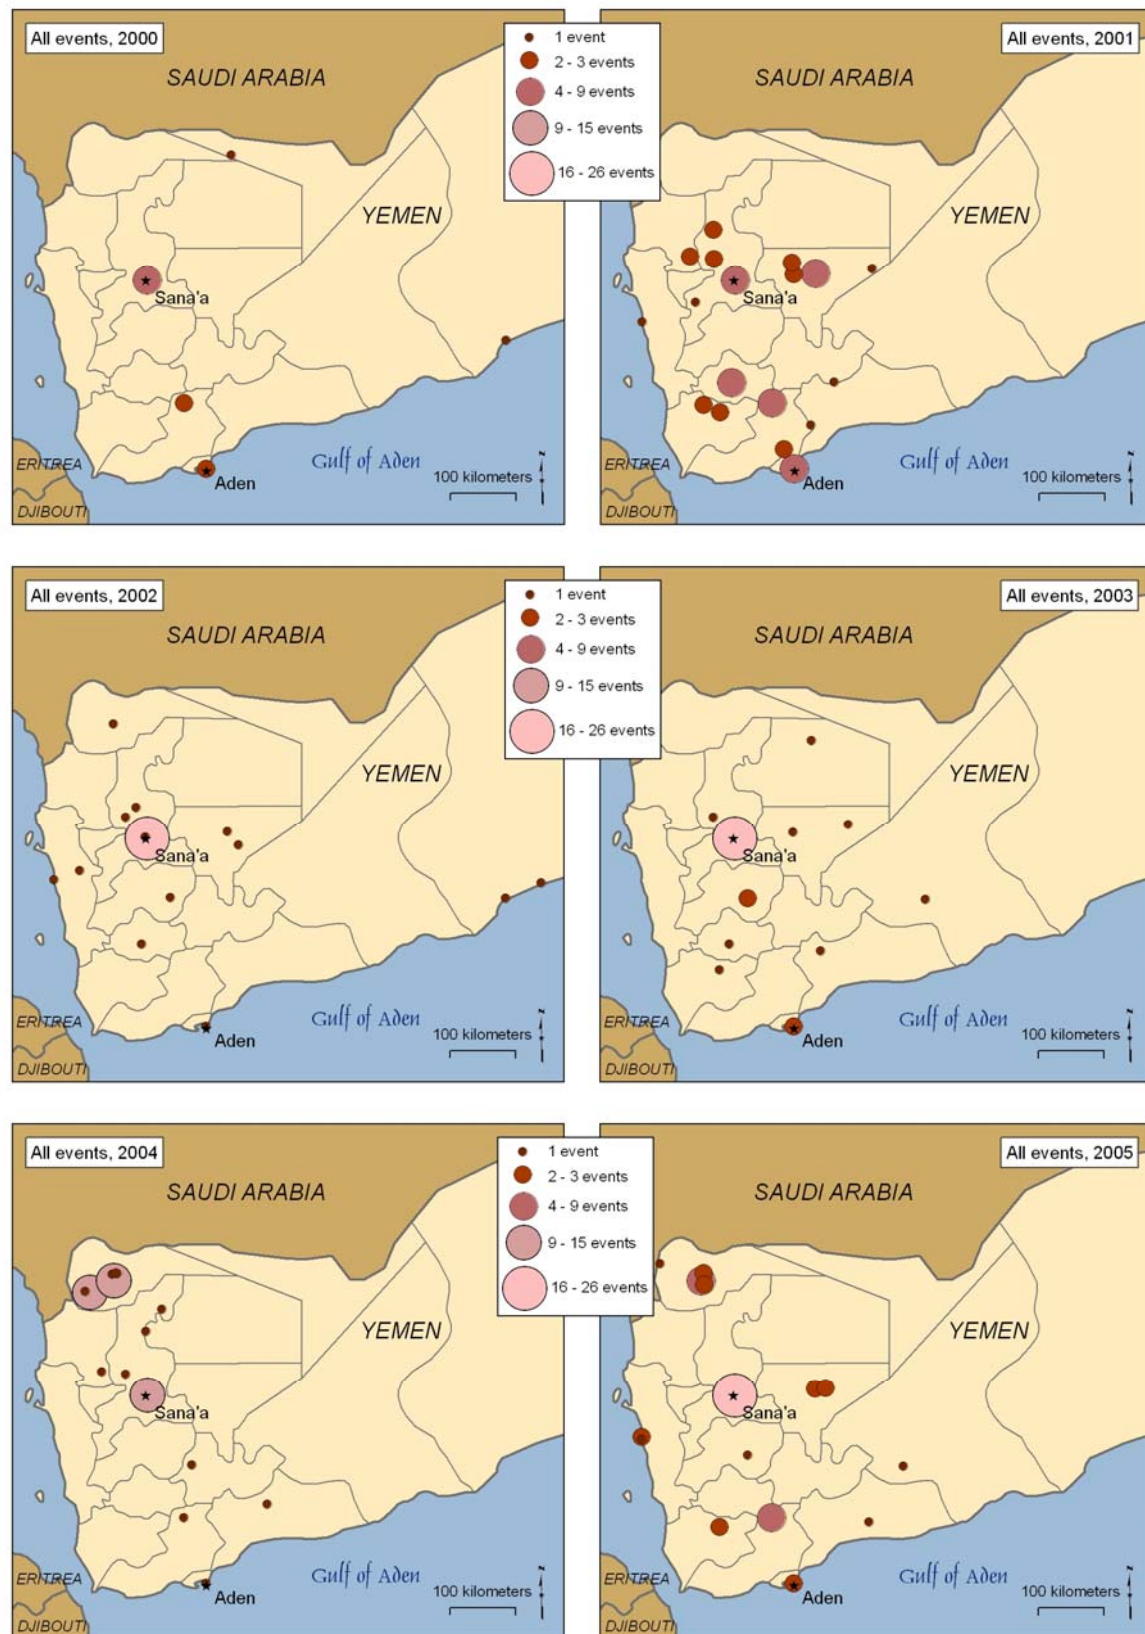 All events, 2000
1 event
2 - 3 events
4 - 9 events
9 - 15 events
16 - 26 events
All events, 2001
SAUDI ARABIA
YEMEN
Sana'a
ERITREA
DJIBOUTI
Aden
Gulf of Aden
100 kilometers
N
SAUDI ARABIA
YEMEN
Sana'a
ERITREA
DJIBOUTI
Aden
Gulf of Aden
100 kilometers
N
All events, 2002
1 event
2 - 3 events
4 - 9 events
9 - 15 events
16 - 26 events
All events, 2003
SAUDI ARABIA
YEMEN
Sana'a
ERITREA
DJIBOUTI
Aden
Gulf of Aden
100 kilometers
N
SAUDI ARABIA
YEMEN
Sana'a
ERITREA
DJIBOUTI
Aden
Gulf of Aden
100 kilometers
N
All events, 2004
1 event
2 - 3 events
4 - 9 events
9 - 15 events
16 - 26 events
All events, 2005
SAUDI ARABIA
YEMEN
Sana'a
ERITREA
DJIBOUTI
Aden
Gulf of Aden
100 kilometers
N
SAUDI ARABIA
YEMEN
Sana'a
ERITREA
DJIBOUTI
Aden
Gulf of Aden
100 kilometers
N